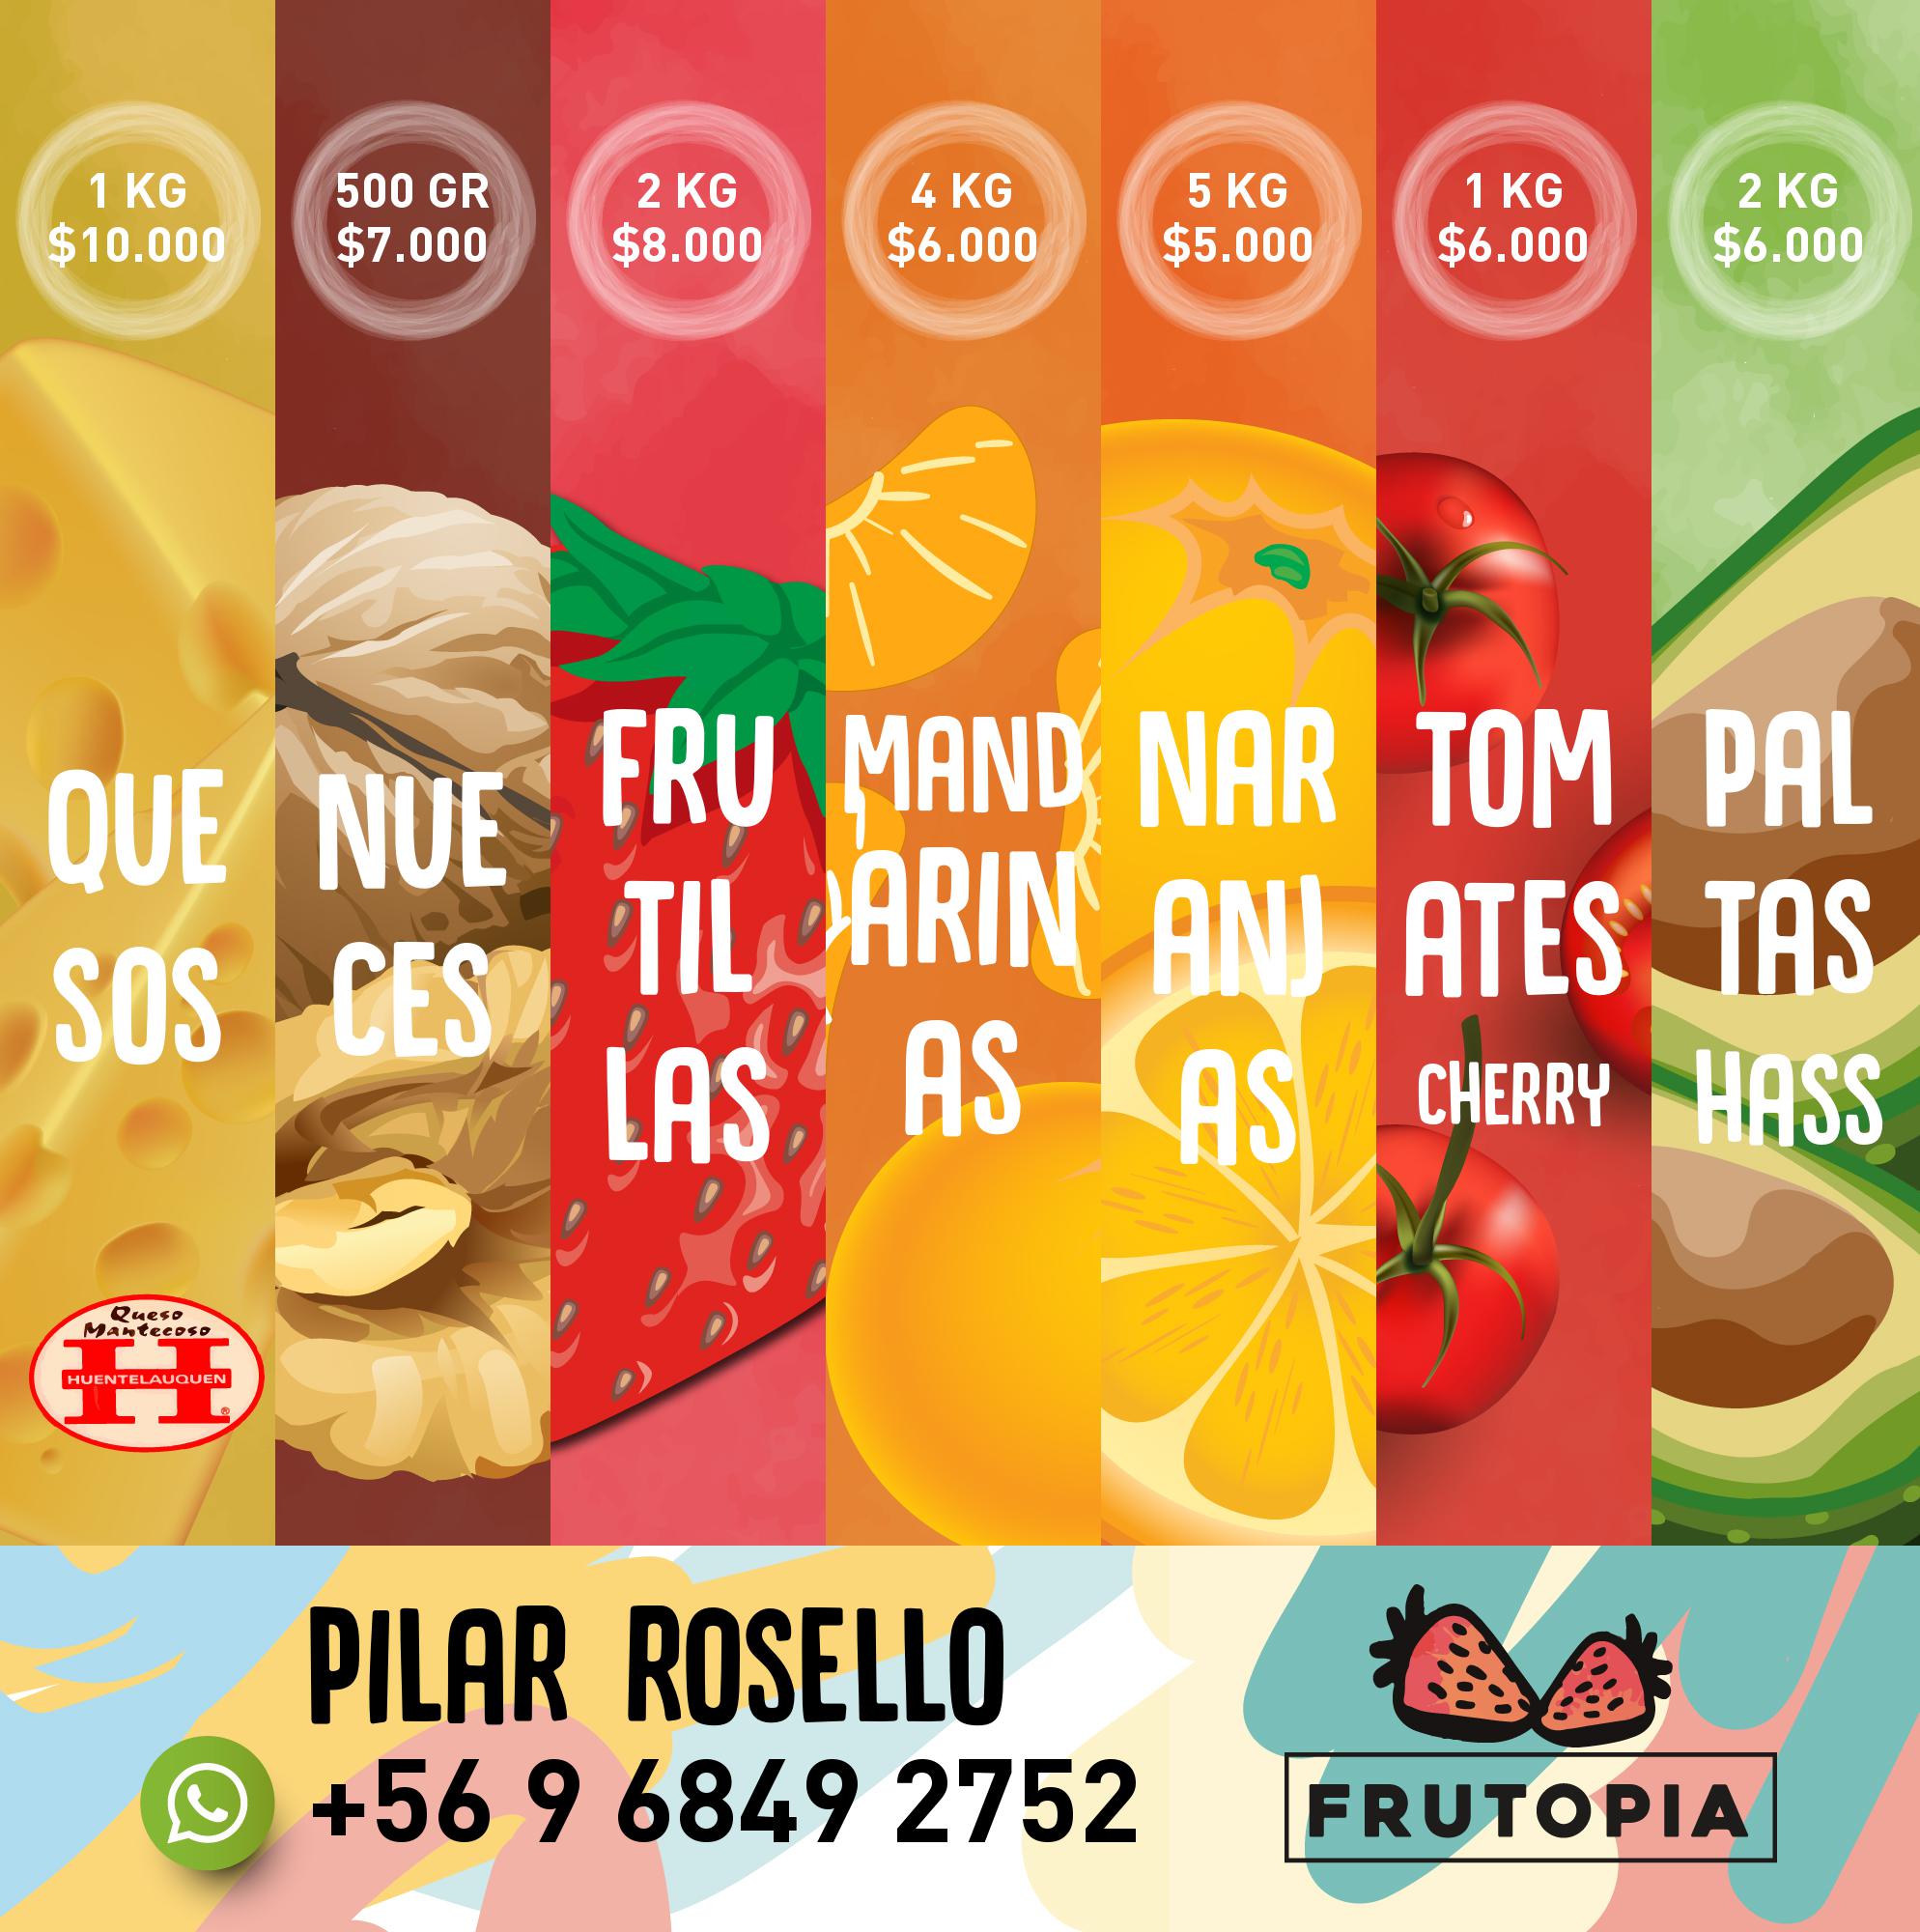 1 KG
$10.000
QUE
SOS
Queso
Mantecoso
H
HUENTELAUQUEN
®
500 GR
$7.000
NUE
CES
2 KG
$8.000
FRU
TIL
LAS
4 KG
$6.000
MAND
ARIN
AS
5 KG
$5.000
NAR
ANJ
AS
1 KG
$6.000
TOM
ATES
CHERRY
2 KG
$6.000
PAL
TAS
HASS
PILAR ROSELLO
+56 9 6849 2752
FRUTOPIA